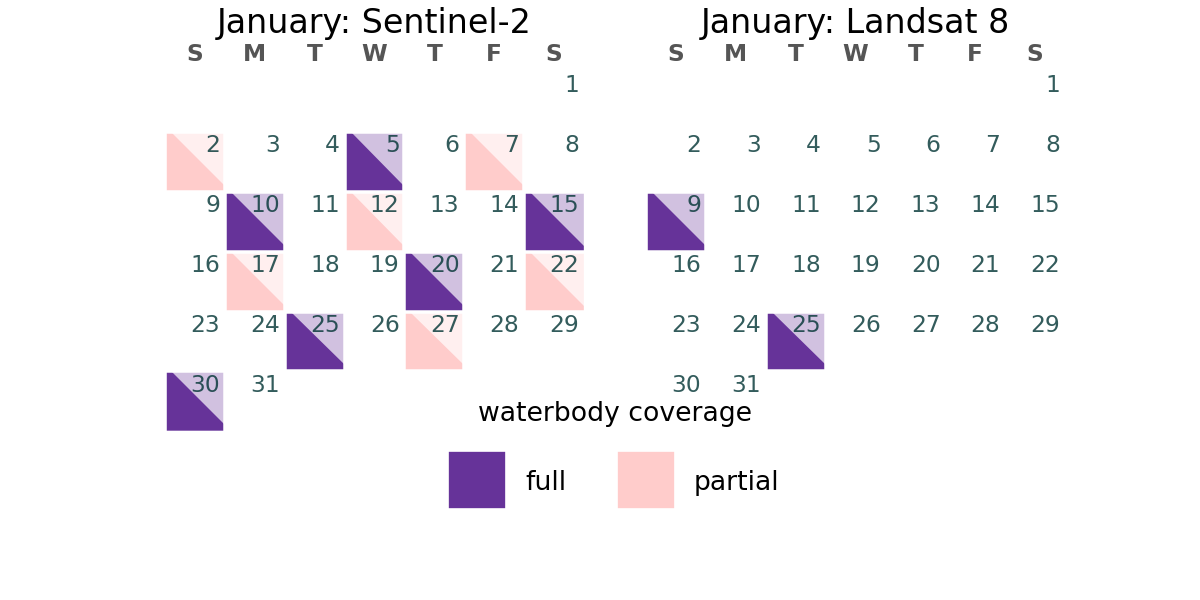 January: Sentinel-2
S M T W T F S
1
2 3 4 5 6 7 8
9 10 11 12 13 14 15
16 17 18 19 20 21 22
23 24 25 26 27 28 29
30 31
January: Landsat 8
S M T W T F S
1
2 3 4 5 6 7 8
9 10 11 12 13 14 15
16 17 18 19 20 21 22
23 24 25 26 27 28 29
30 31
waterbody coverage
full partial